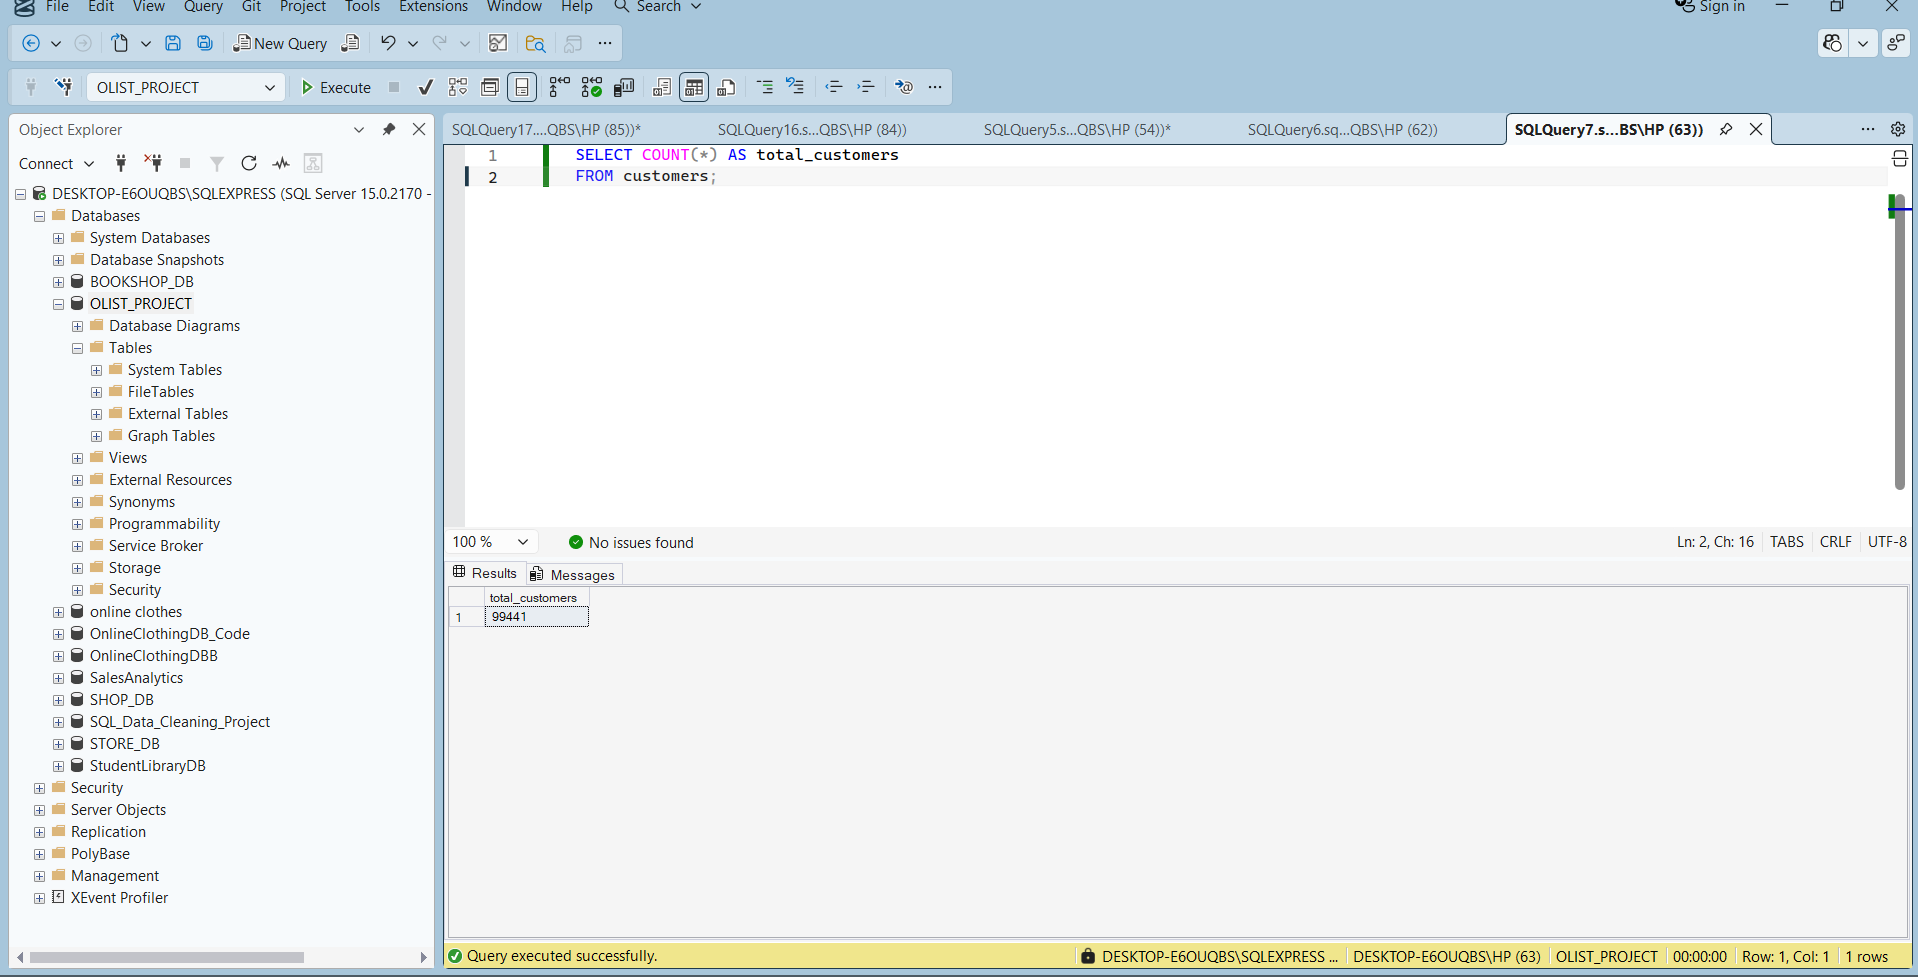 File Edit View Query Git Project Tools Extensions Window Help Search Sign in
New Query
OLIST_PROJECT Execute
Object Explorer
Connect
DESKTOP-E6OUQBS\SQLEXPRESS (SQL Server 15.0.2170 -
Databases
System Databases
Database Snapshots
BOOKSHOP_DB
OLIST_PROJECT
Database Diagrams
Tables
System Tables
FileTables
External Tables
Graph Tables
Views
External Resources
Synonyms
Programmability
Service Broker
Storage
Security
online clothes
OnlineClothingDB_Code
OnlineClothingDBB
SalesAnalytics
SHOP_DB
SQL_Data_Cleaning_Project
STORE_DB
StudentLibraryDB
Security
Server Objects
Replication
PolyBase
Management
XEvent Profiler
SQLQuery17....QBS\HP (85))* SQLQuery16.s...QBS\HP (84)) SQLQuery5.s...QBS\HP (54))* SQLQuery6.sq...QBS\HP (62)) SQLQuery7.s...BS\HP (63))
1 SELECT COUNT(*) AS total_customers
2 FROM customers;
100 % No issues found Ln: 2, Ch: 16 TABS CRLF UTF-8
Results Messages
total_customers
1 99441
Query executed successfully. DESKTOP-E6OUQBS\SQLEXPRESS ... DESKTOP-E6OUQBS\HP (63) OLIST_PROJECT 00:00:00 Row: 1, Col: 1 1 rows